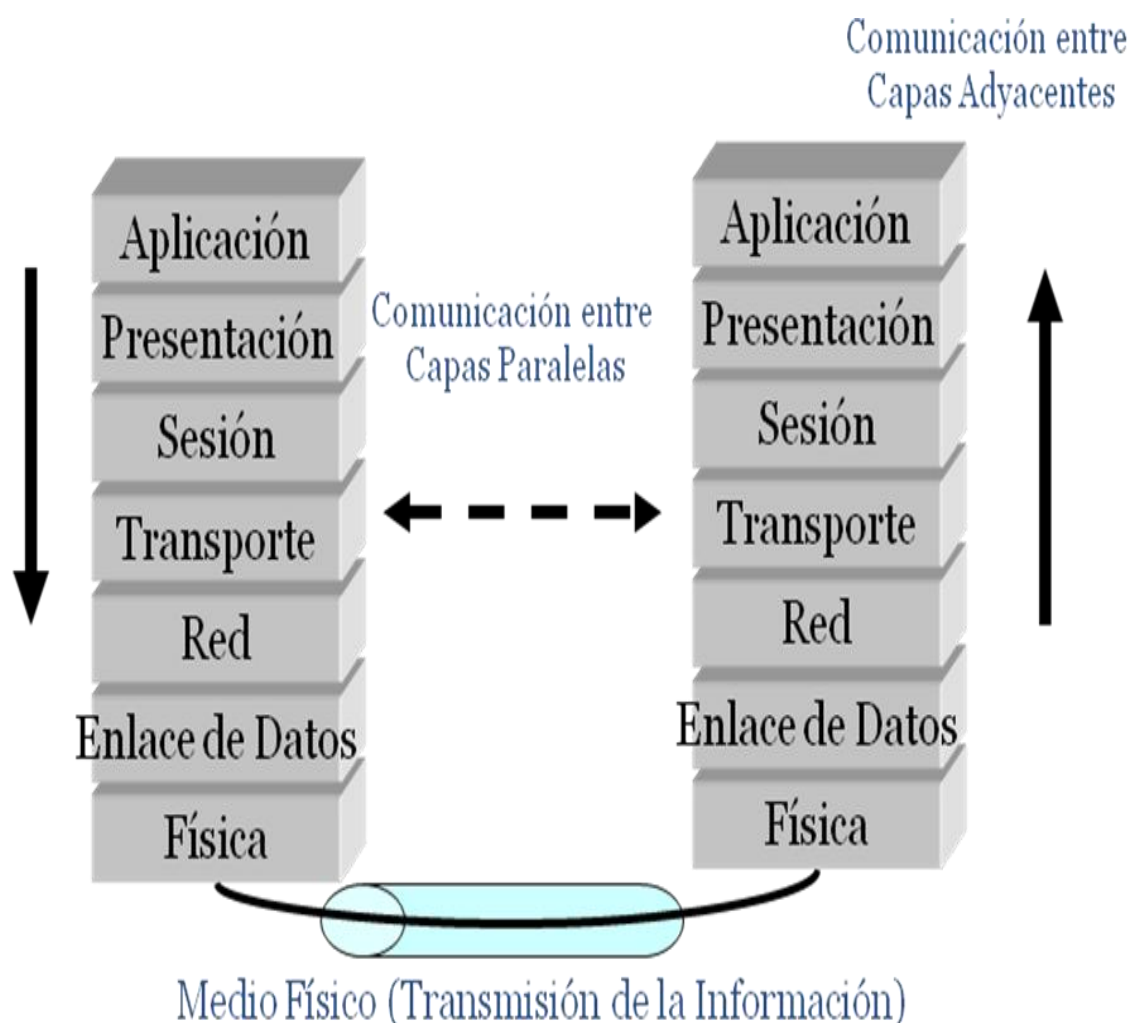 Comunicación entre
Capas Adyacentes
Aplicación
Presentación
Sesión
Transporte
Red
Enlace de Datos
Física
Comunicación entre
Capas Paralelas
Aplicación
Presentación
Sesión
Transporte
Red
Enlace de Datos
Física
Medio Físico (Transmisión de la Información)